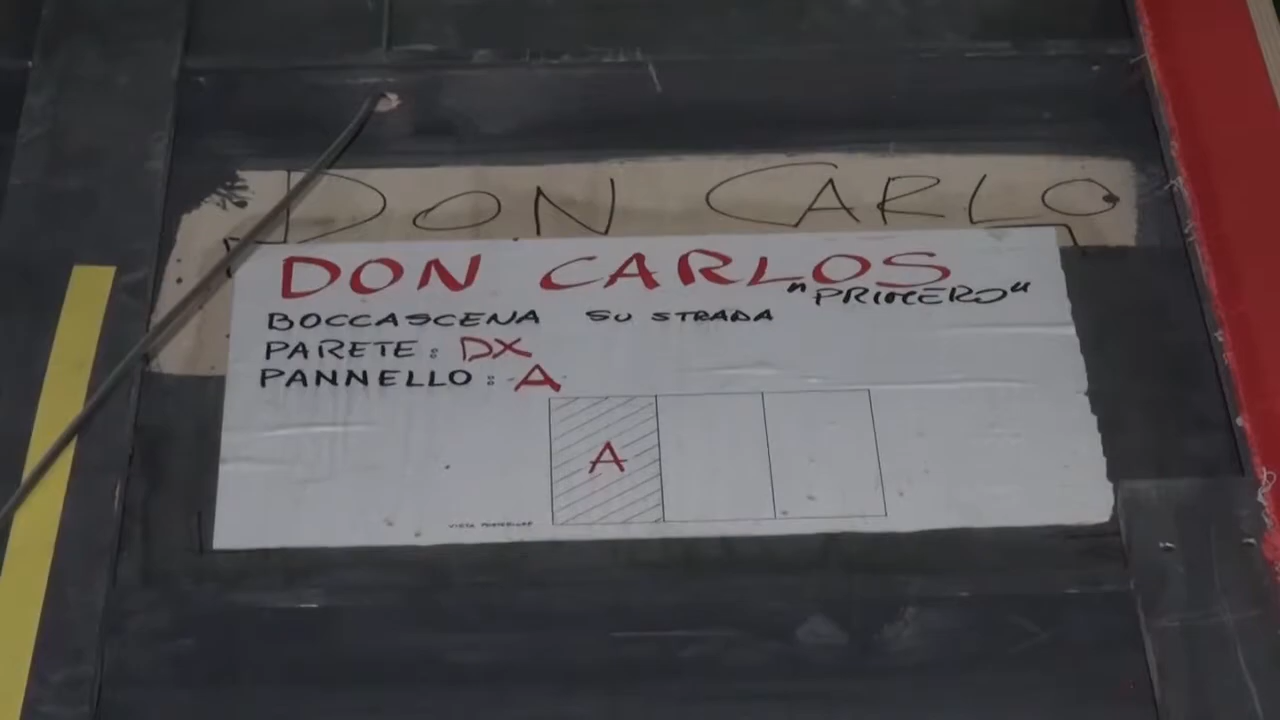 DON CARLO
DON CARLOS
"PRIMERO"
BOCCASCENA SU STRADA
PARETE: DX
PANNELLO: A
A